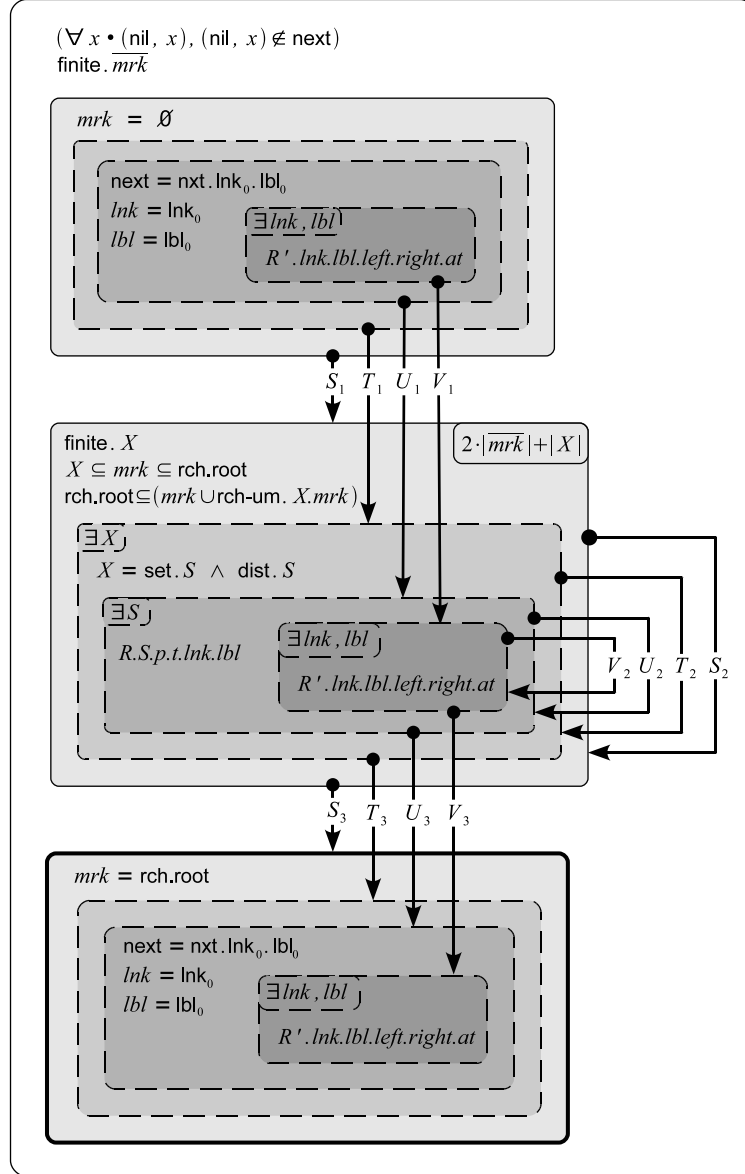 (∀ x • (nil, x), (nil, x) ∉ next)
finite. m̅r̅k̅
mrk = ∅
next = nxt.lnk₀.lbl₀
lnk = lnk₀
lbl = lbl₀
∃ lnk, lbl
R'.lnk.lbl.left.right.at
S₁ T₁ U₁ V₁
finite. X
2·|m̅r̅k̅|+|X|
X ⊆ mrk ⊆ rch.root
rch.root⊆(mrk∪rch-um. X.mrk)
∃ X
X = set. S ∧ dist. S
∃ S
R.S.p.t.lnk.lbl
∃ lnk, lbl
R'.lnk.lbl.left.right.at
V₂ U₂ T₂ S₂
S₃ T₃ U₃ V₃
mrk = rch.root
next = nxt.lnk₀.lbl₀
lnk = lnk₀
lbl = lbl₀
∃ lnk, lbl
R'.lnk.lbl.left.right.at